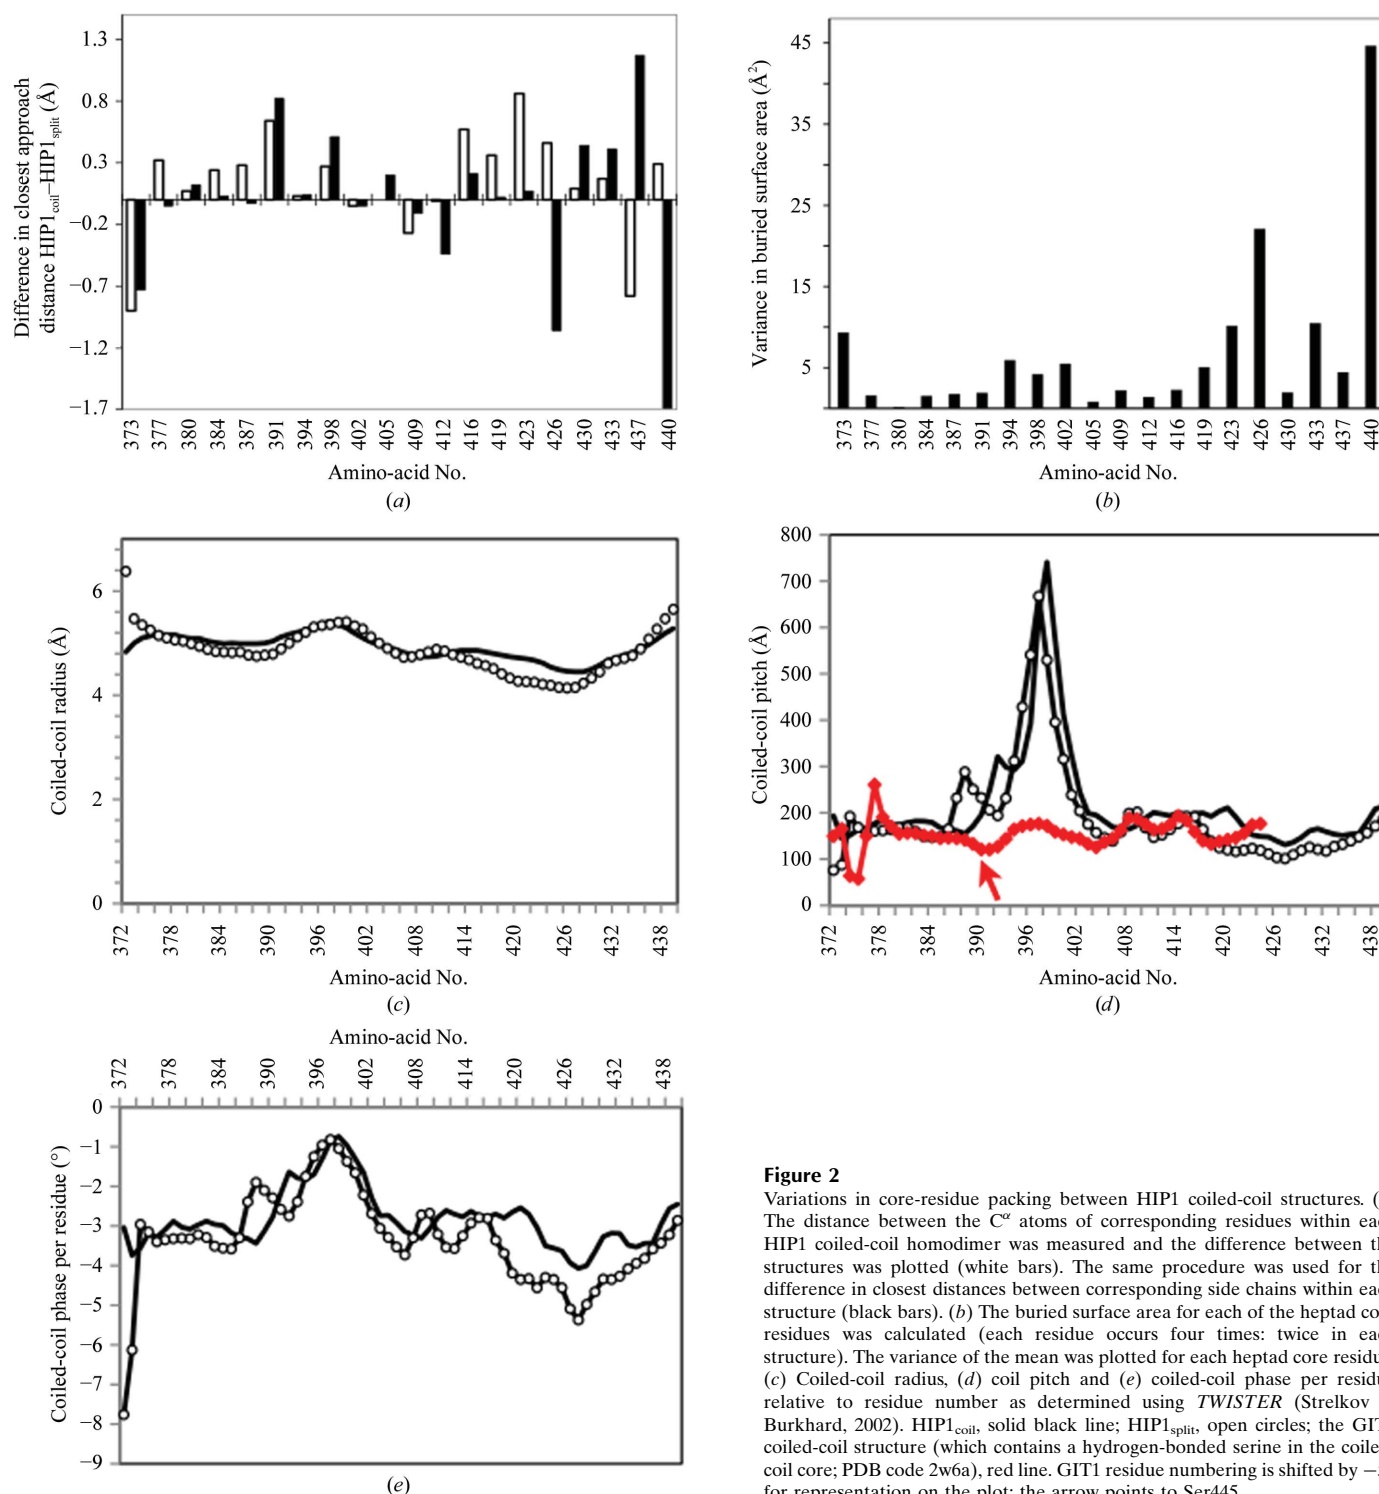 Difference in closest approach
distance HIP1coil−HIP1split (Å)
1.3
0.8
0.3
−0.2
−0.7
−1.2
−1.7
373 377 380 384 387 391 394 398 402 405 409 412 416 419 423 426 430 433 437 440
Amino-acid No.
(a)
Variance in buried surface area (Å2)
45
35
25
15
5
373 377 380 384 387 391 394 398 402 405 409 412 416 419 423 426 430 433 437 440
Amino-acid No.
(b)
Coiled-coil radius (Å)
6
4
2
0
372 378 384 390 396 402 408 414 420 426 432 438
Amino-acid No.
(c)
Coiled-coil pitch (Å)
800
700
600
500
400
300
200
100
0
372 378 384 390 396 402 408 414 420 426 432 438
Amino-acid No.
(d)
Amino-acid No.
372 378 384 390 396 402 408 414 420 426 432 438
Coiled-coil phase per residue (°)
0
−1
−2
−3
−4
−5
−6
−7
−8
−9
(e)
Figure 2
Variations in core-residue packing between HIP1 coiled-coil structures. (
The distance between the Cα atoms of corresponding residues within eac
HIP1 coiled-coil homodimer was measured and the difference between th
structures was plotted (white bars). The same procedure was used for th
difference in closest distances between corresponding side chains within eac
structure (black bars). (b) The buried surface area for each of the heptad co
residues was calculated (each residue occurs four times: twice in eac
structure). The variance of the mean was plotted for each heptad core residu
(c) Coiled-coil radius, (d) coil pitch and (e) coiled-coil phase per residu
relative to residue number as determined using TWISTER (Strelkov
Burkhard, 2002). HIP1coil, solid black line; HIP1split, open circles; the GIT
coiled-coil structure (which contains a hydrogen-bonded serine in the coile
coil core; PDB code 2w6a), red line. GIT1 residue numbering is shifted by
for representation on the plot; the arrow points to Ser445.